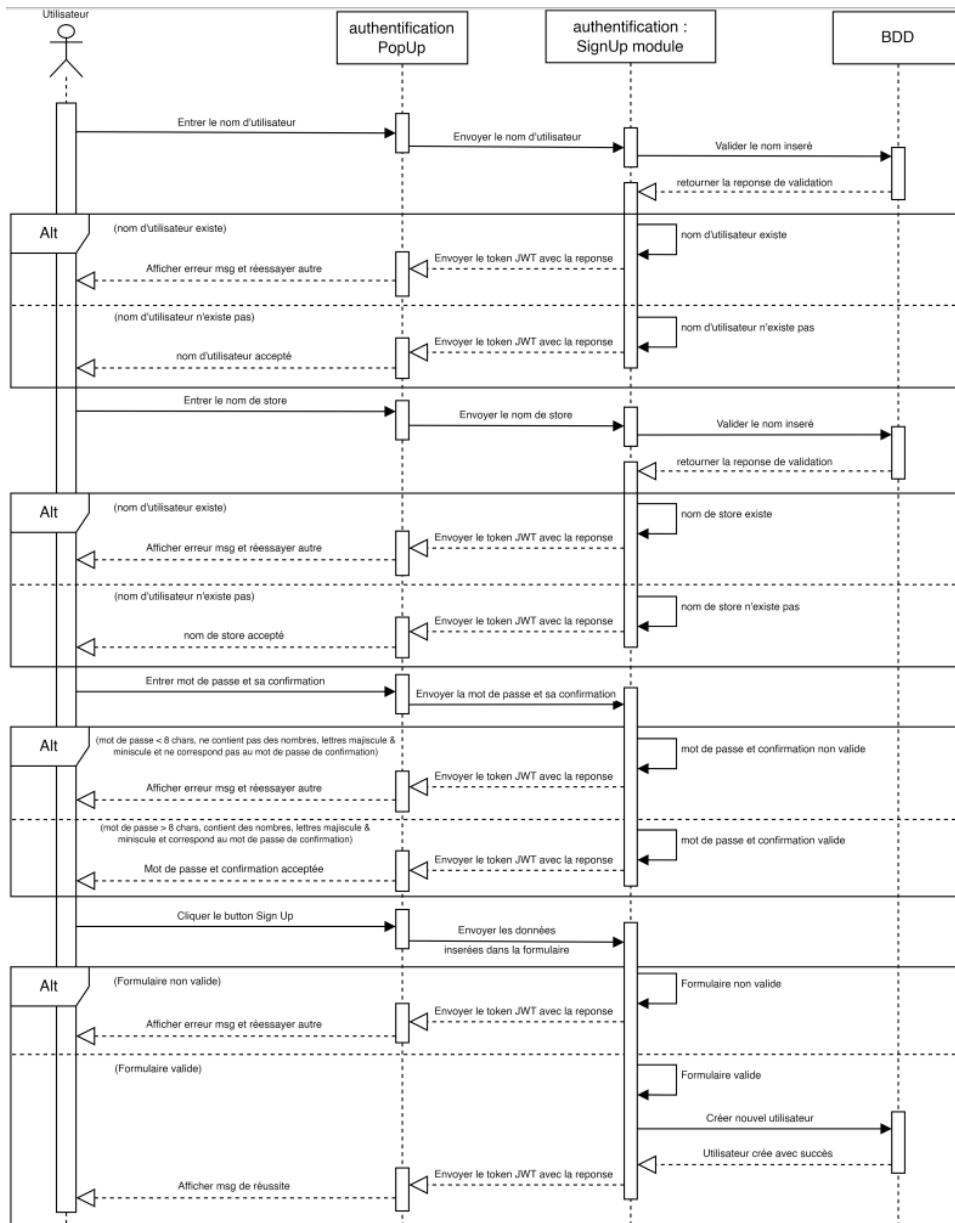 Utilisateur
authentification
PopUp
authentification :
SignUp module
BDD
Entrer le nom d'utilisateur
Envoyer le nom d'utilisateur
Valider le nom inseré
retourner la reponse de validation
Alt
(nom d'utilisateur existe)
nom d'utilisateur existe
Envoyer le token JWT avec la reponse
Afficher erreur msg et réessayer autre
(nom d'utilisateur n'existe pas)
nom d'utilisateur n'existe pas
Envoyer le token JWT avec la reponse
nom d'utilisateur accepté
Entrer le nom de store
Envoyer le nom de store
Valider le nom inseré
retourner la reponse de validation
Alt
(nom d'utilisateur existe)
nom de store existe
Envoyer le token JWT avec la reponse
Afficher erreur msg et réessayer autre
(nom d'utilisateur n'existe pas)
nom de store n'existe pas
Envoyer le token JWT avec la reponse
nom de store accepté
Entrer mot de passe et sa confirmation
Envoyer la mot de passe et sa confirmation
Alt
(mot de passe < 8 chars, ne contient pas des nombres, lettres majiscule &
miniscule et ne correspond pas au mot de passe de confirmation)
mot de passe et confirmation non valide
Envoyer le token JWT avec la reponse
Afficher erreur msg et réessayer autre
(mot de passe > 8 chars, contient des nombres, lettres majiscule &
miniscule et correspond au mot de passe de confirmation)
mot de passe et confirmation valide
Envoyer le token JWT avec la reponse
Mot de passe et confirmation acceptée
Cliquer le button Sign Up
Envoyer les données
inserées dans la formulaire
Alt
(Formulaire non valide)
Formulaire non valide
Envoyer le token JWT avec la reponse
Afficher erreur msg et réessayer autre
(Formulaire valide)
Formulaire valide
Créer nouvel utilisateur
Utilisateur crée avec succès
Envoyer le token JWT avec la reponse
Afficher msg de réussite